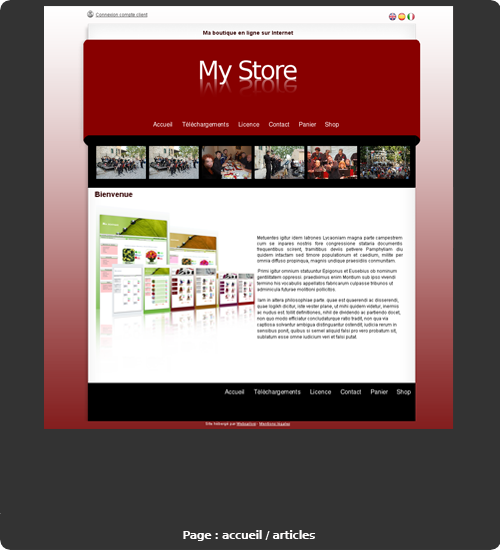 Connexion compte client
Ma boutique en ligne sur Internet
My Store
Accueil Téléchargements Licence Contact Panier Shop
Bienvenue
Metuentes igitur idem latrones Lycaoniam magna parte campestrem
cum se inpares nostris fore congressione stataria documentis
frequentibus scirent, tramitibus deviis petivere Pamphyliam diu
quidem intactam sed timore populationum et caedium, milite per
omnia diffuso propinqua, magnis undique praesidiis conmunitam.
Primi igitur omnium statuuntur Epigonus et Eusebius ob nominum
gentilitatem oppressi. praediximus enim Montium sub ipso vivendi
termino his vocabulis appellatos fabricarum culpasse tribunos ut
adminicula futurae molitioni pollicitos.
Iam in altera philosophiae parte. quae est quaerendi ac disserendi,
quae logikh dicitur, iste vester plane, ut mihi quidem videtur, inermis
ac nudus est. tollit definitiones, nihil de dividendo ac partiendo docet,
non quo modo efficiatur concludaturque ratio tradit, non qua via
captiosa solvantur ambigua distinguantur ostendit; iudicia rerum in
sensibus ponit, quibus si semel aliquid falsi pro vero probatum sit,
sublatum esse omne iudicium veri et falsi putat.
Accueil Téléchargements Licence Contact Panier Shop
Site hébergé par
Page : accueil / articles